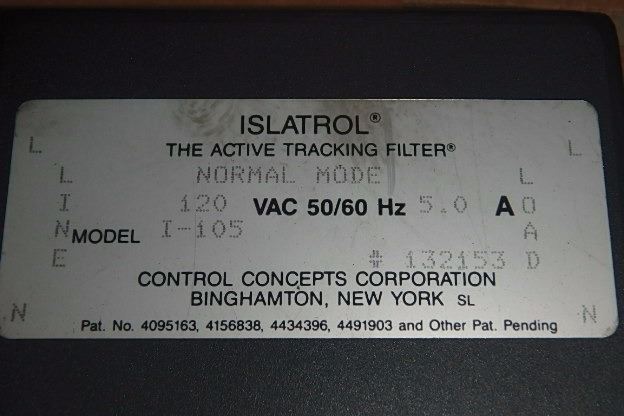 ISLATROL®
THE ACTIVE TRACKING FILTER®
L L
L NORMAL MODE L
I 120 VAC 50/60 Hz 5.0 A O
N MODEL I-105 A
E # 132153 D
CONTROL CONCEPTS CORPORATION
BINGHAMTON, NEW YORK SL
N N
Pat. No. 4095163, 4156838, 4434396, 4491903 and Other Pat. Pending